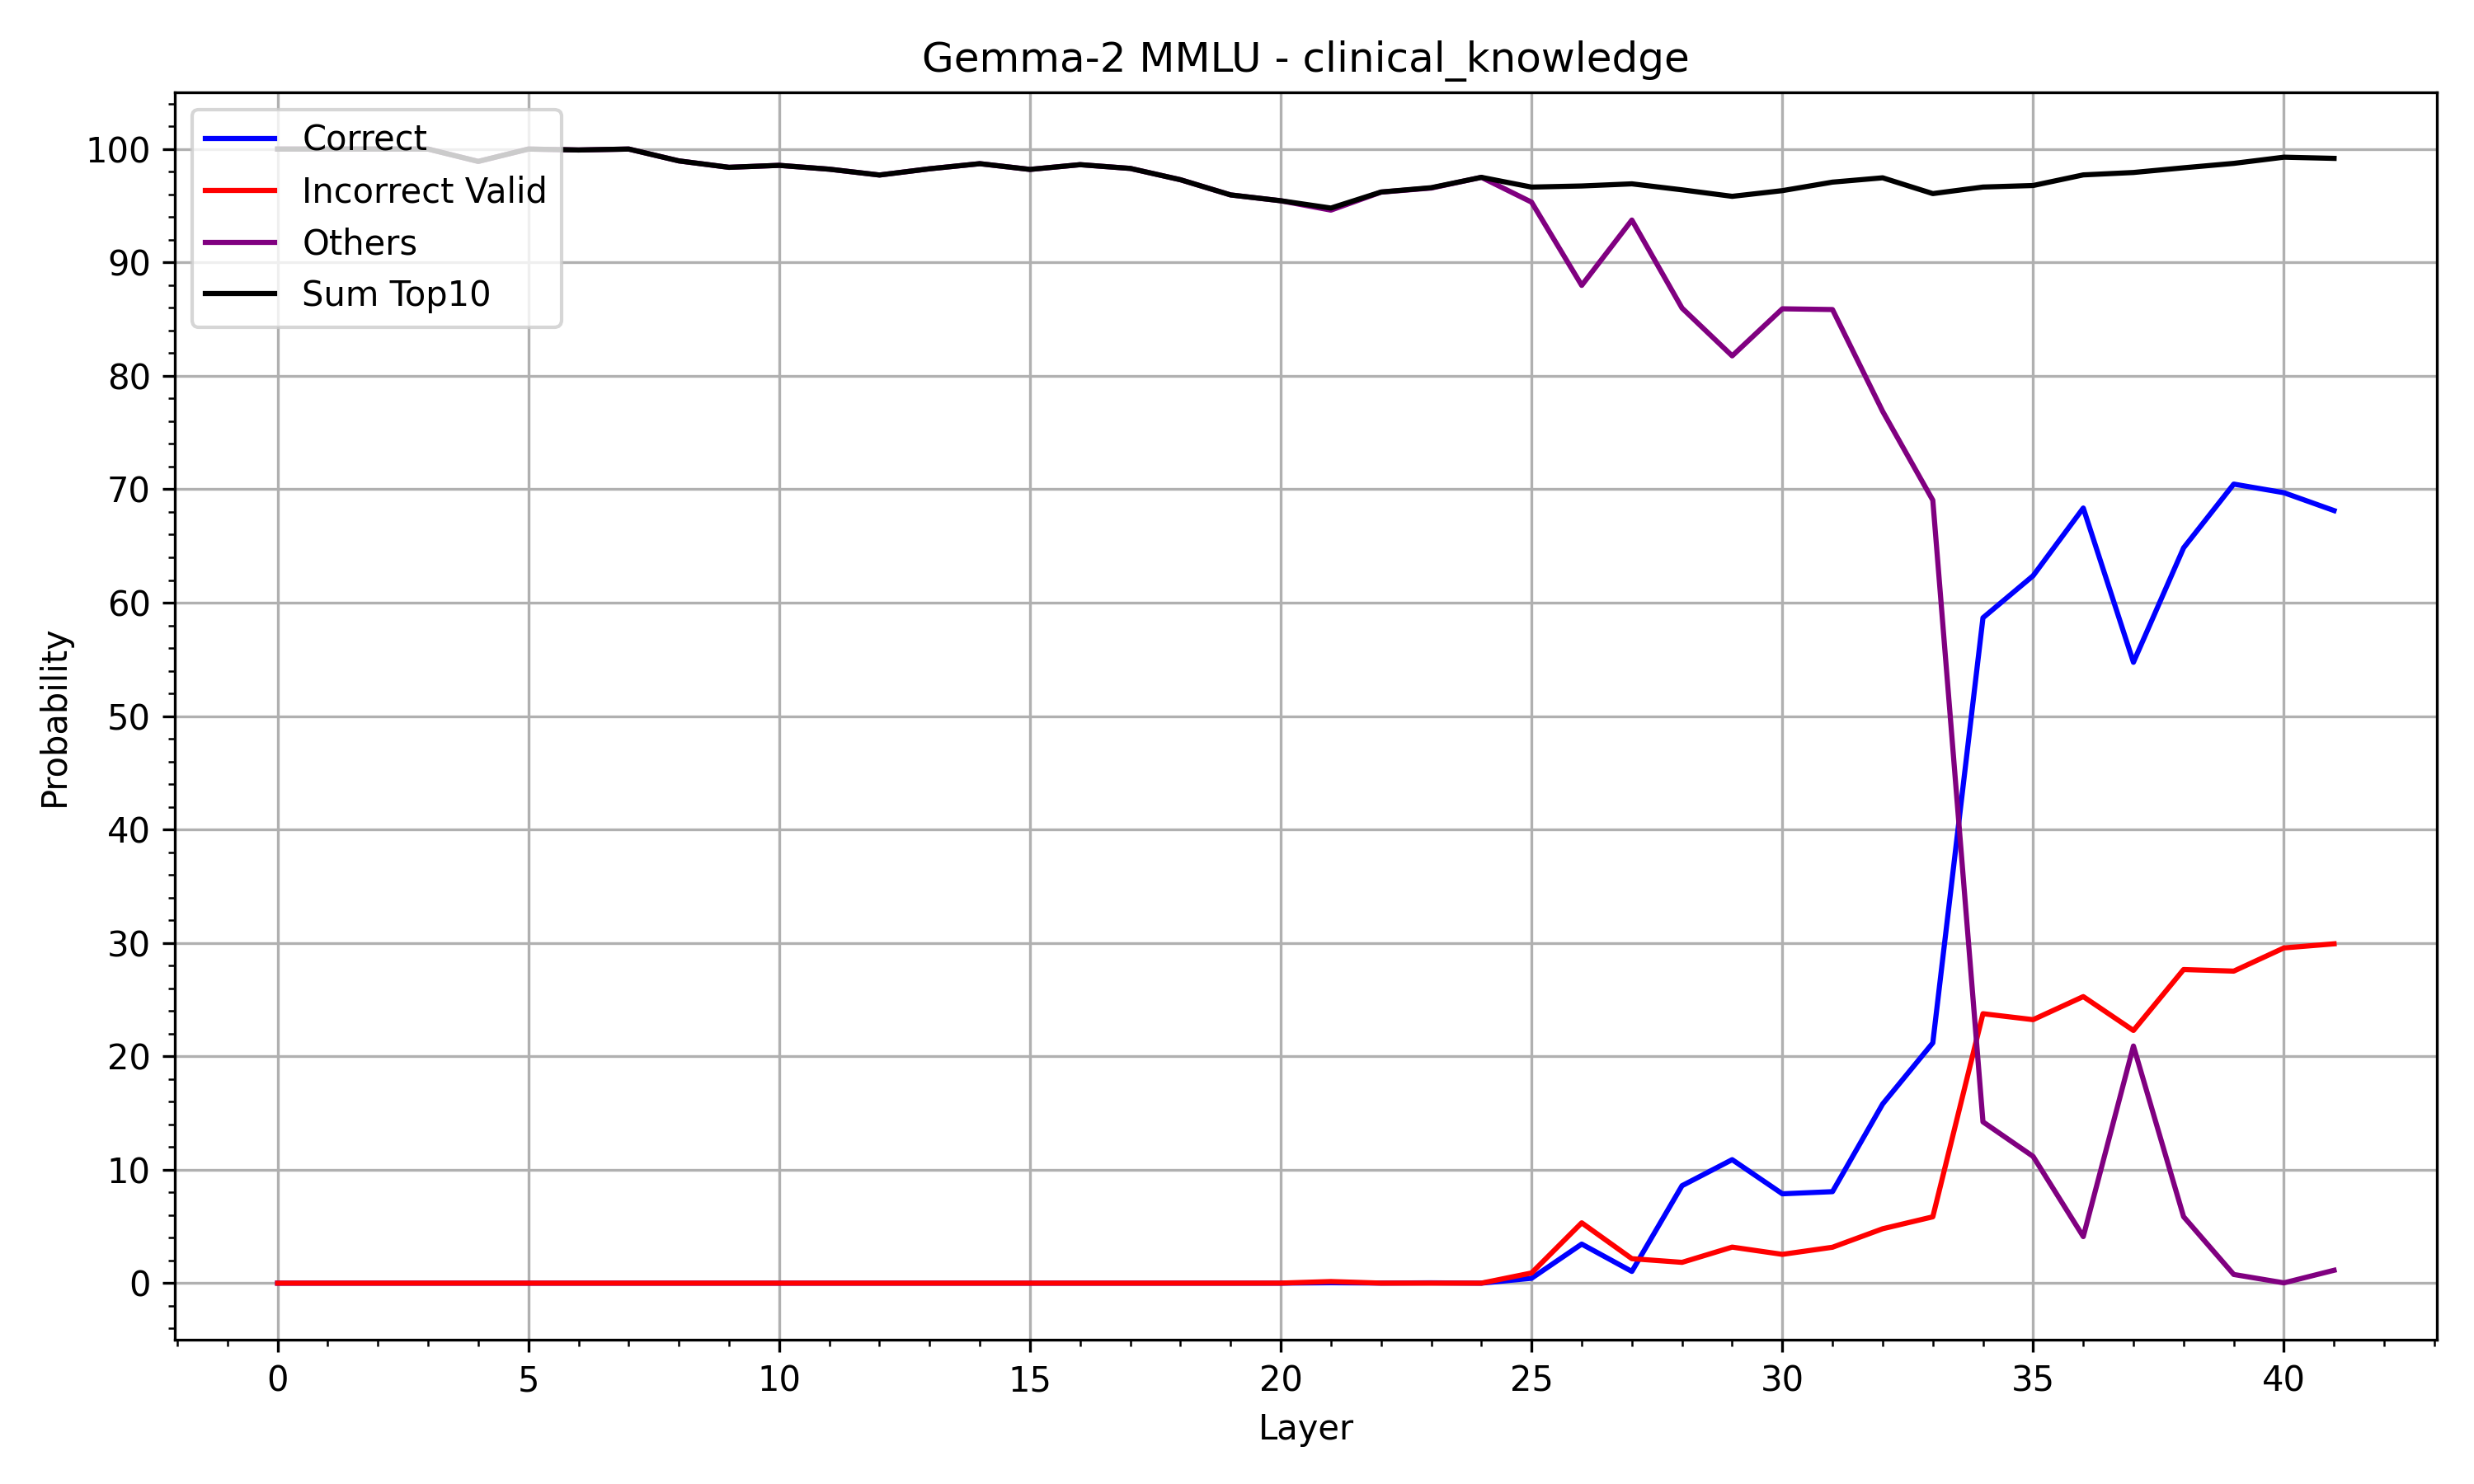 Gemma-2 MMLU - clinical_knowledge
Correct
Incorrect Valid
Others
Sum Top10
100
90
80
70
60
50
40
30
20
10
0
Probability
0 5 10 15 20 25 30 35 40
Layer